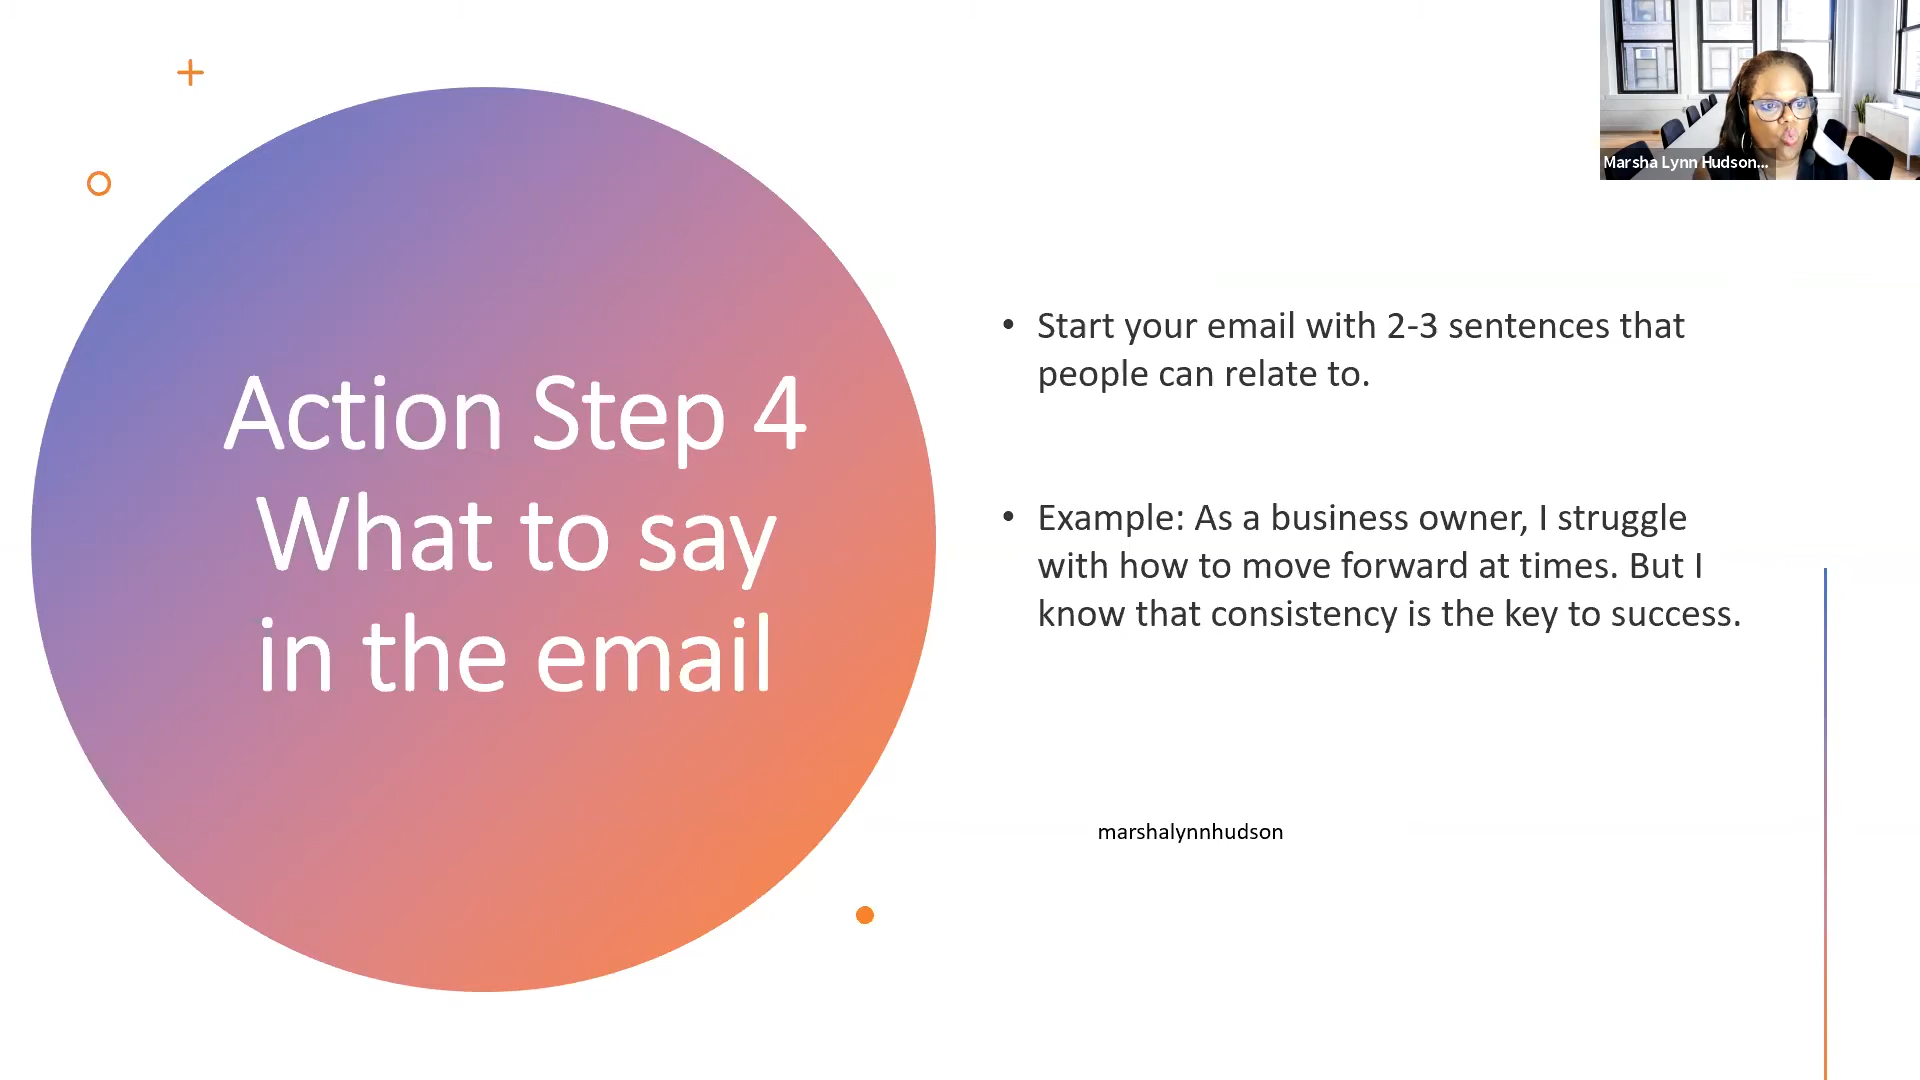 Marsha Lynn Hudson...
Action Step 4
What to say
in the email
• Start your email with 2-3 sentences that
people can relate to.
• Example: As a business owner, I struggle
with how to move forward at times. But I
know that consistency is the key to success.
marshalynnhudson